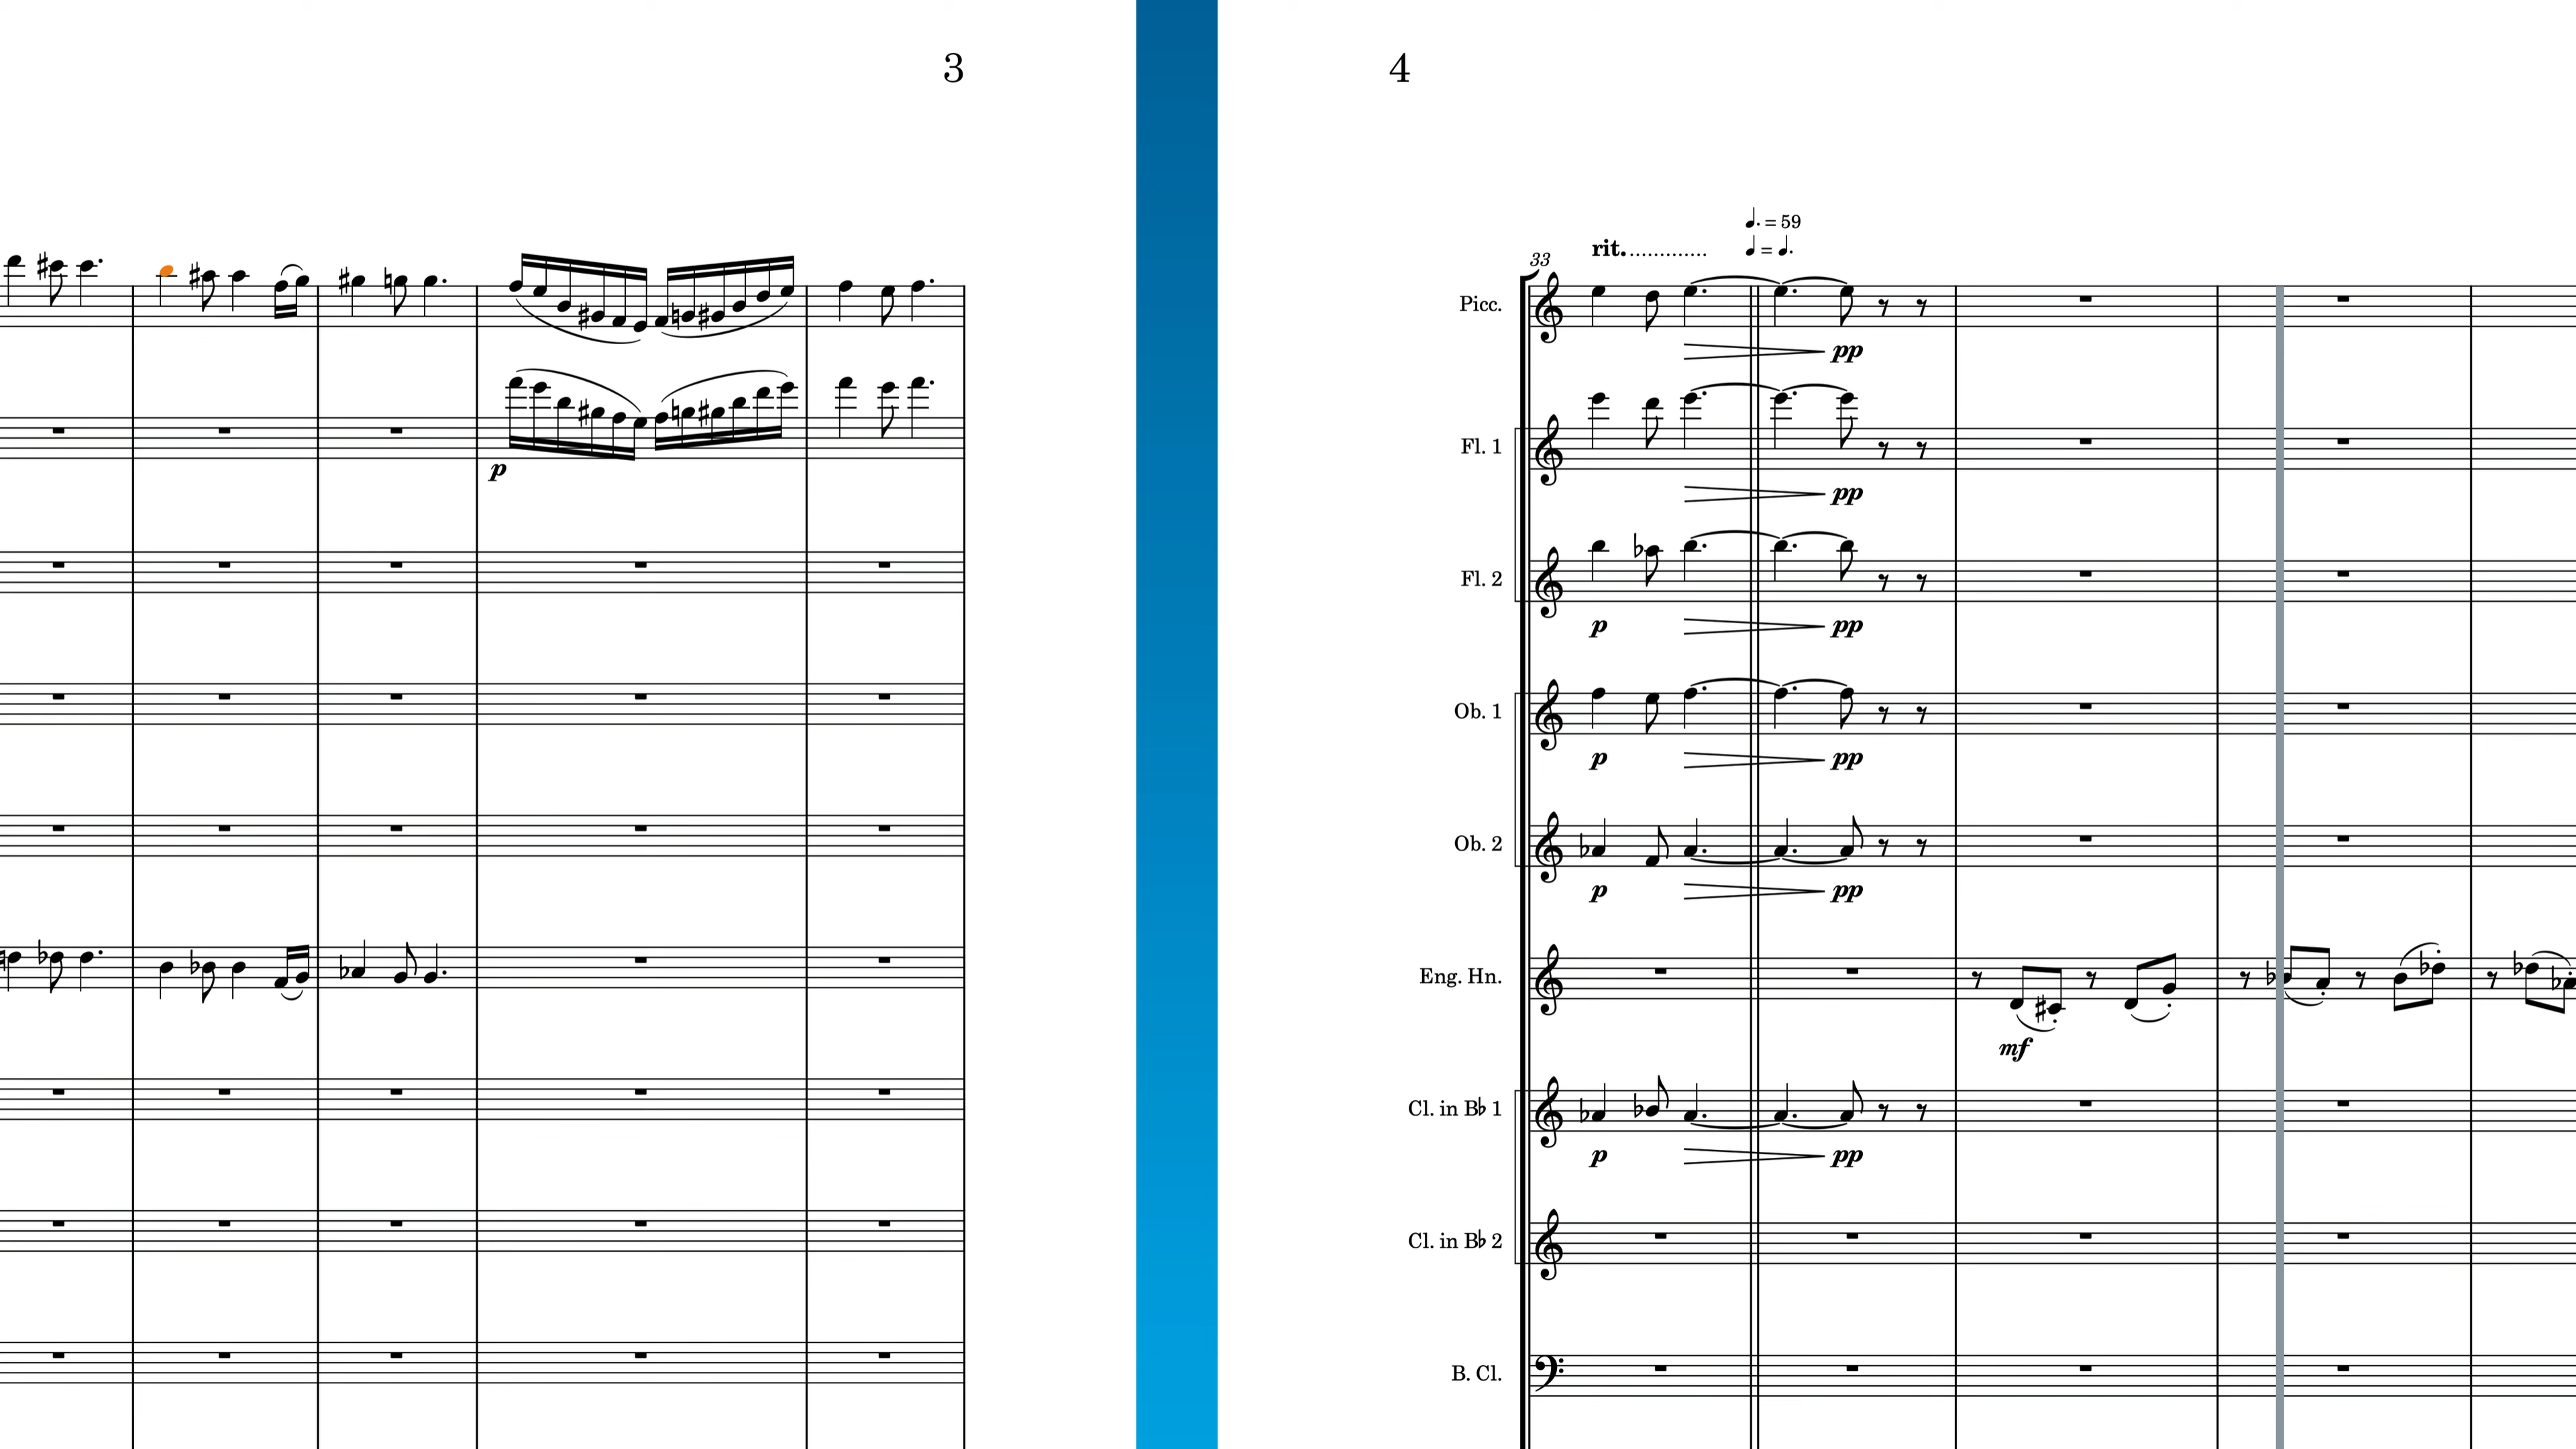 3
p
4
♩. = 59
rit.............. ♩ = ♩.
33
Picc.
pp
Fl. 1
pp
Fl. 2
p pp
Ob. 1
p pp
Ob. 2
p pp
Eng. Hn.
mf
Cl. in B♭ 1
p pp
Cl. in B♭ 2
B. Cl.